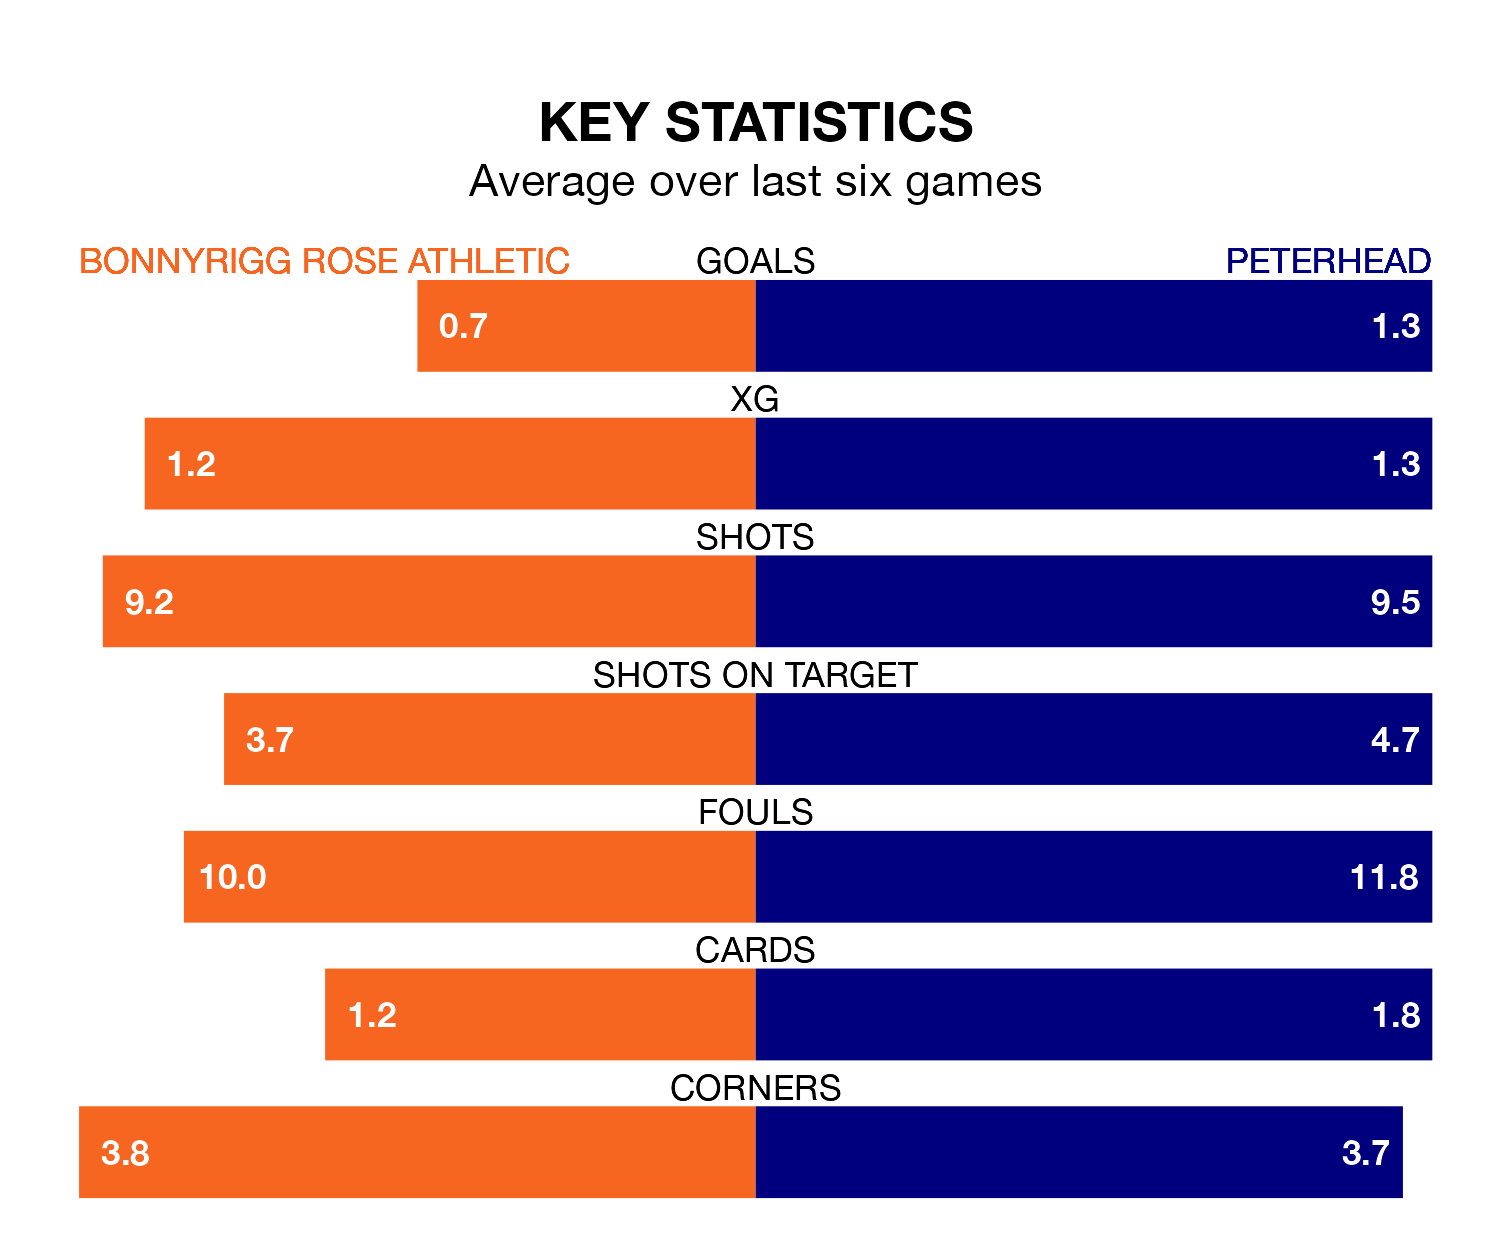 KEY STATISTICS
Average over last six games
BONNYRIGG ROSE ATHLETIC GOALS PETERHEAD
0.7 1.3
XG
1.2 1.3
SHOTS
9.2 9.5
SHOTS ON TARGET
3.7 4.7
FOULS
10.0 11.8
CARDS
1.2 1.8
CORNERS
3.8 3.7